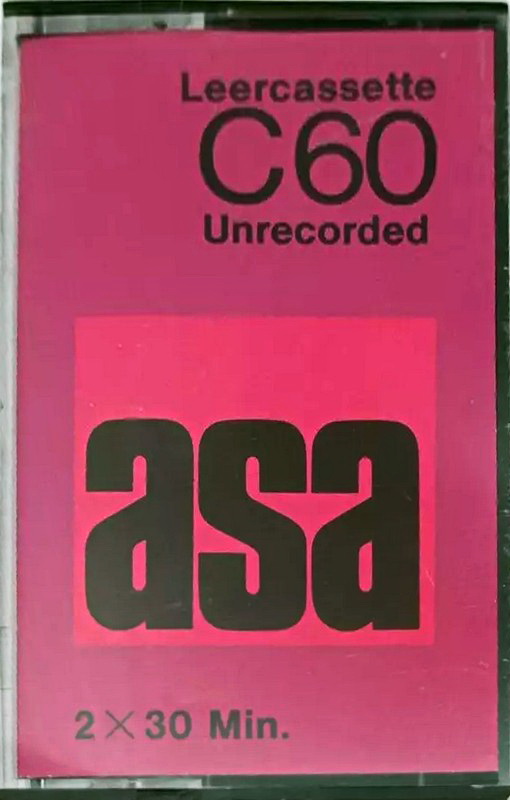 Leercassette
C60
Unrecorded
asa
2 × 30 Min.